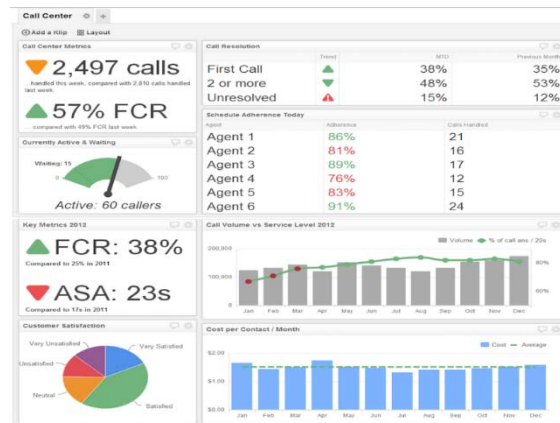 Call Center
+
Add a Klip Layout
Call Center Metrics
2,497 calls
...handled this week, compared with 2,810 calls handled
last week.
57% FCR
... compared with 49% FCR last week
Currently Active & Waiting
Waiting: 15
0
100
Active: 60 callers
Key Metrics 2012
FCR: 38%
Compared to 25% in 2011
ASA: 23s
Compared to 17s in 2011
Customer Satisfaction
Very Unsatisfied
Very Satisfied
Unsatisfied
Neutral
Satisfied
Call Resolution
Trend MTD Previous Month
First Call 38% 35%
2 or more 48% 53%
Unresolved 15% 12%
Schedule Adherence Today
Agent Adherence Calls Handled
Agent 1 86% 21
Agent 2 81% 16
Agent 3 89% 17
Agent 4 76% 12
Agent 5 83% 15
Agent 6 91% 24
Call Volume vs Service Level 2012
Volume % of call ans / 20s
200,000
100,000
0
80%
60%
Jan Feb Mar Apr May Jun Jul Aug Sep Oct Nov Dec
Cost per Contact / Month
Cost Average
$2.00
$1.00
$0.00
Jan Feb Mar Apr May Jun Jul Aug Sep Oct Nov Dec